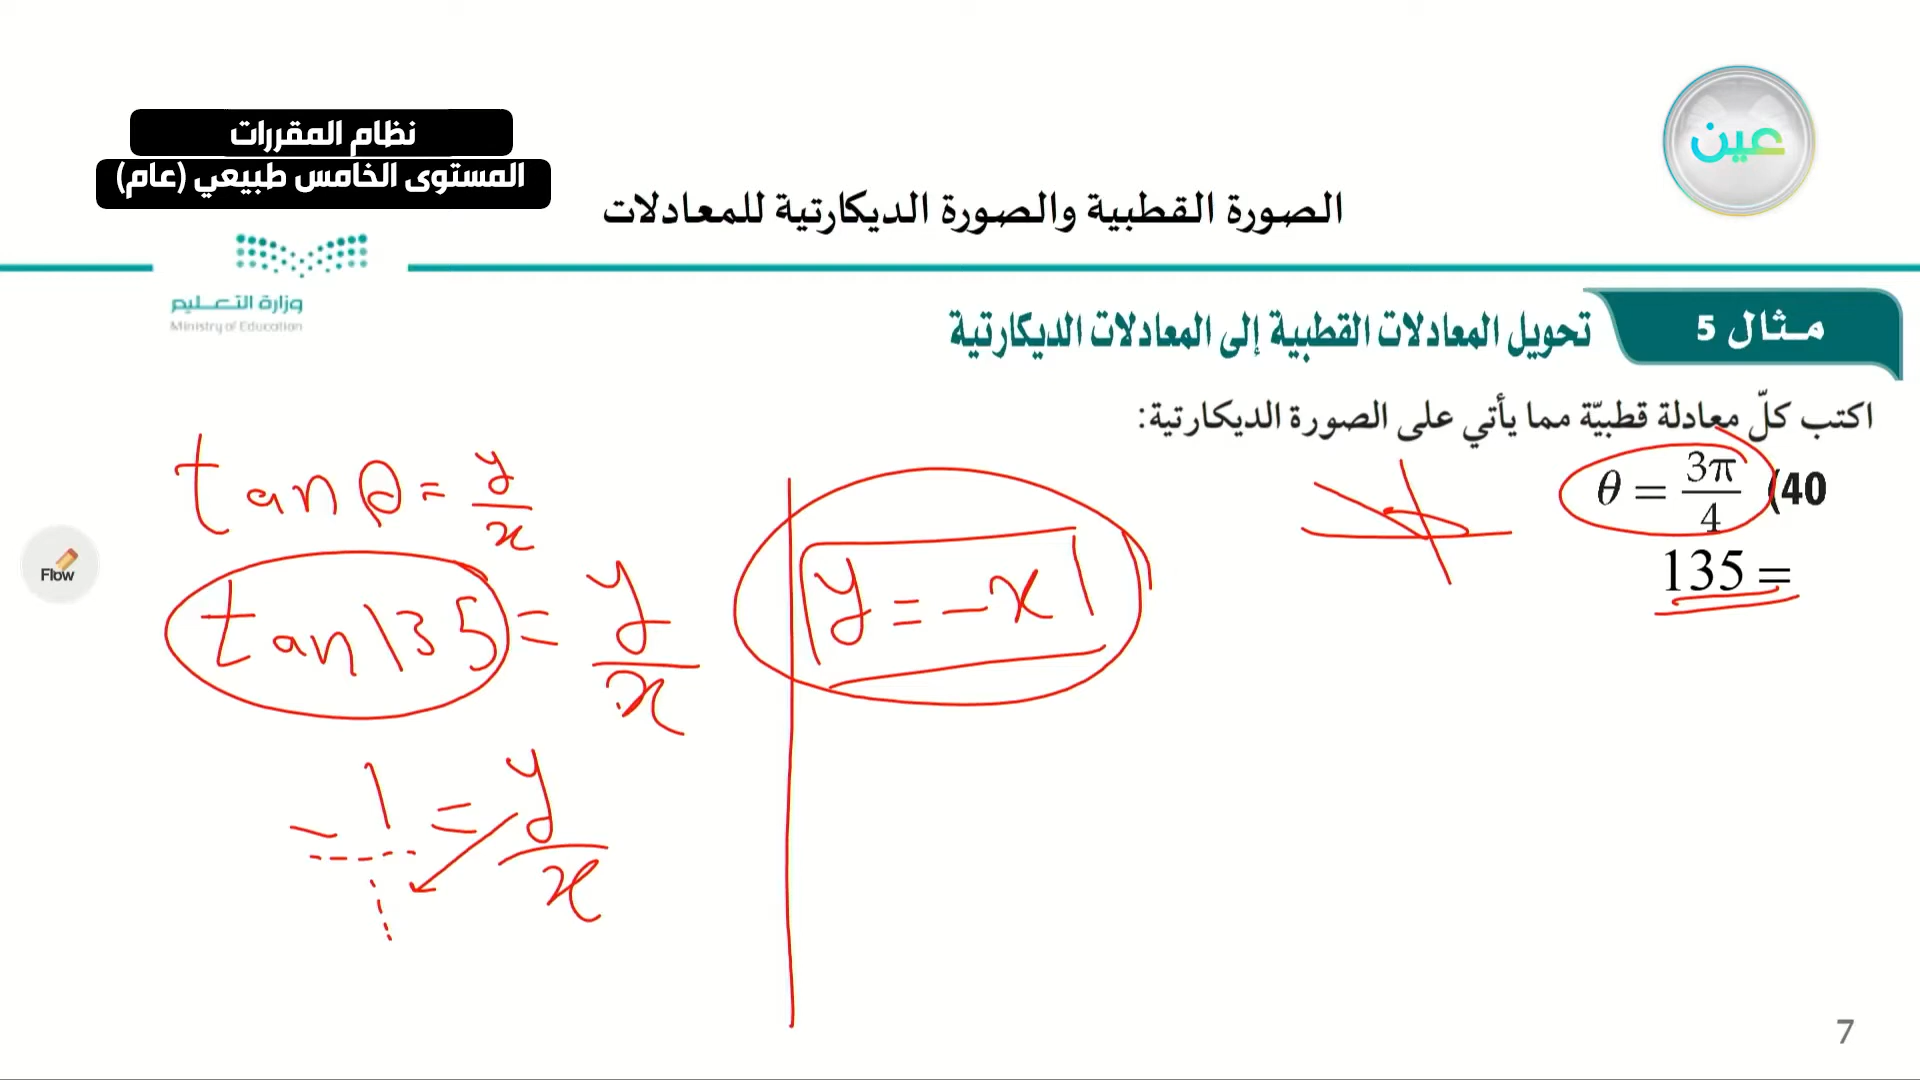 نظام المقررات
المستوى الخامس طبيعي (عام)
عين
الصورة القطبية والصورة الديكارتية للمعادلات
وزارة التعليم
Ministry of Education
مثال 5
تحويل المعادلات القطبية إلى المعادلات الديكارتية
اكتب كلّ معادلة قطبيّة مما يأتي على الصورة الديكارتية:
θ = 3π/4 (40
135 =
tan θ = y/x
tan 135 = y/x
-1 = y/x
y = -x
Flow
7